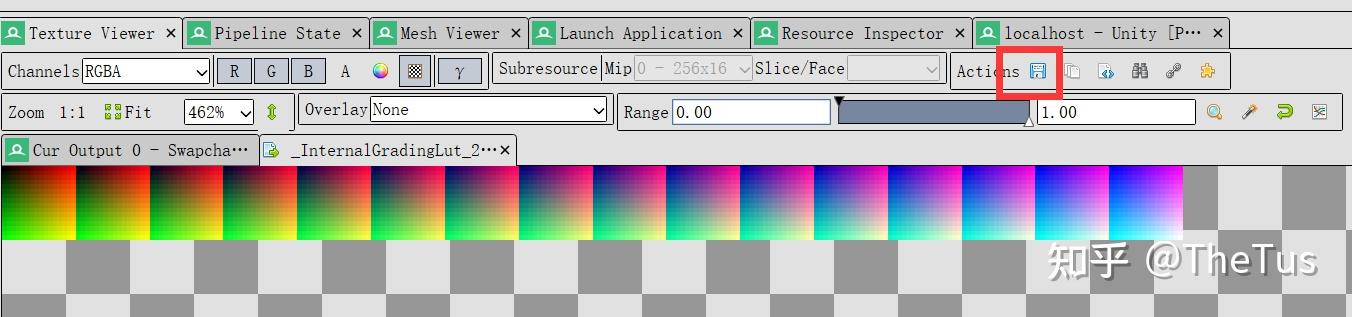 Texture Viewer × Pipeline State × Mesh Viewer × Launch Application × Resource Inspector × localhost - Unity [P··· ×
Channels RGBA R G B A γ Subresource Mip 0 - 256x16 Slice/Face Actions
Zoom 1:1 Fit 462% Overlay None Range 0.00 1.00
Cur Output 0 - Swapcha··· _InternalGradingLut_2··· ×
知乎 @TheTus